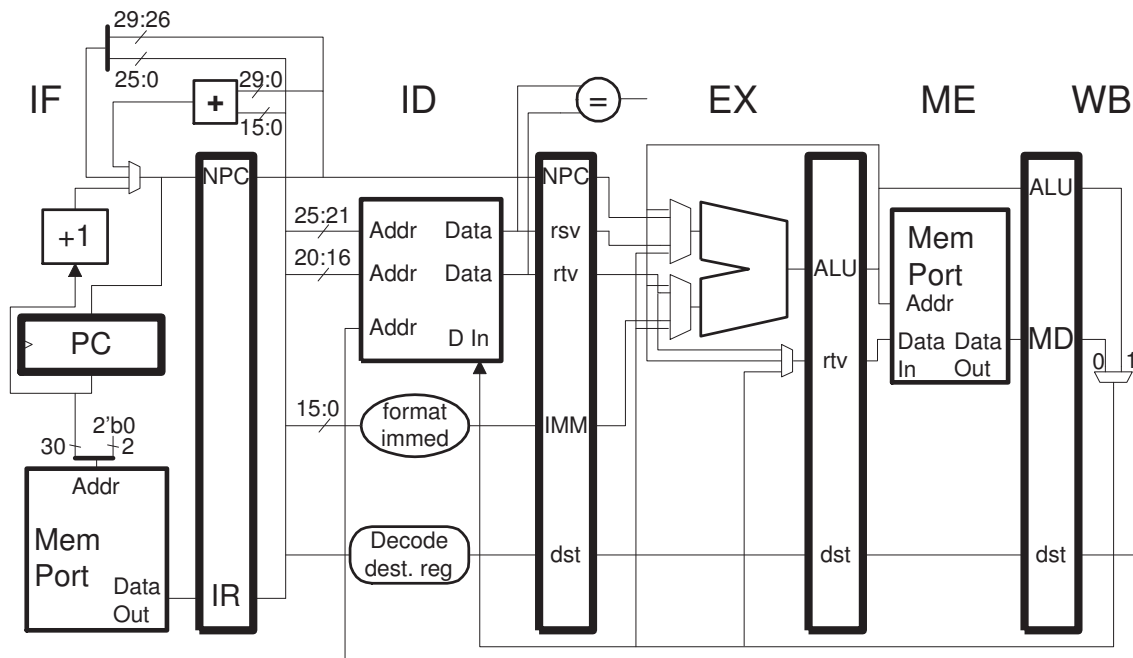 29:26
25:0
IF
+
29:0
15:0
ID
=
EX
ME
WB
NPC
NPC
ALU
+1
25:21
Addr
Data
rsv
20:16
Addr
Data
rtv
ALU
Mem
Port
Addr
PC
Addr
D In
rtv
Data
In
Data
Out
MD
0
1
15:0
format
immed
IMM
2'b0
30
2
Addr
Mem
Port
Data
Out
IR
Decode
dest. reg
dst
dst
dst